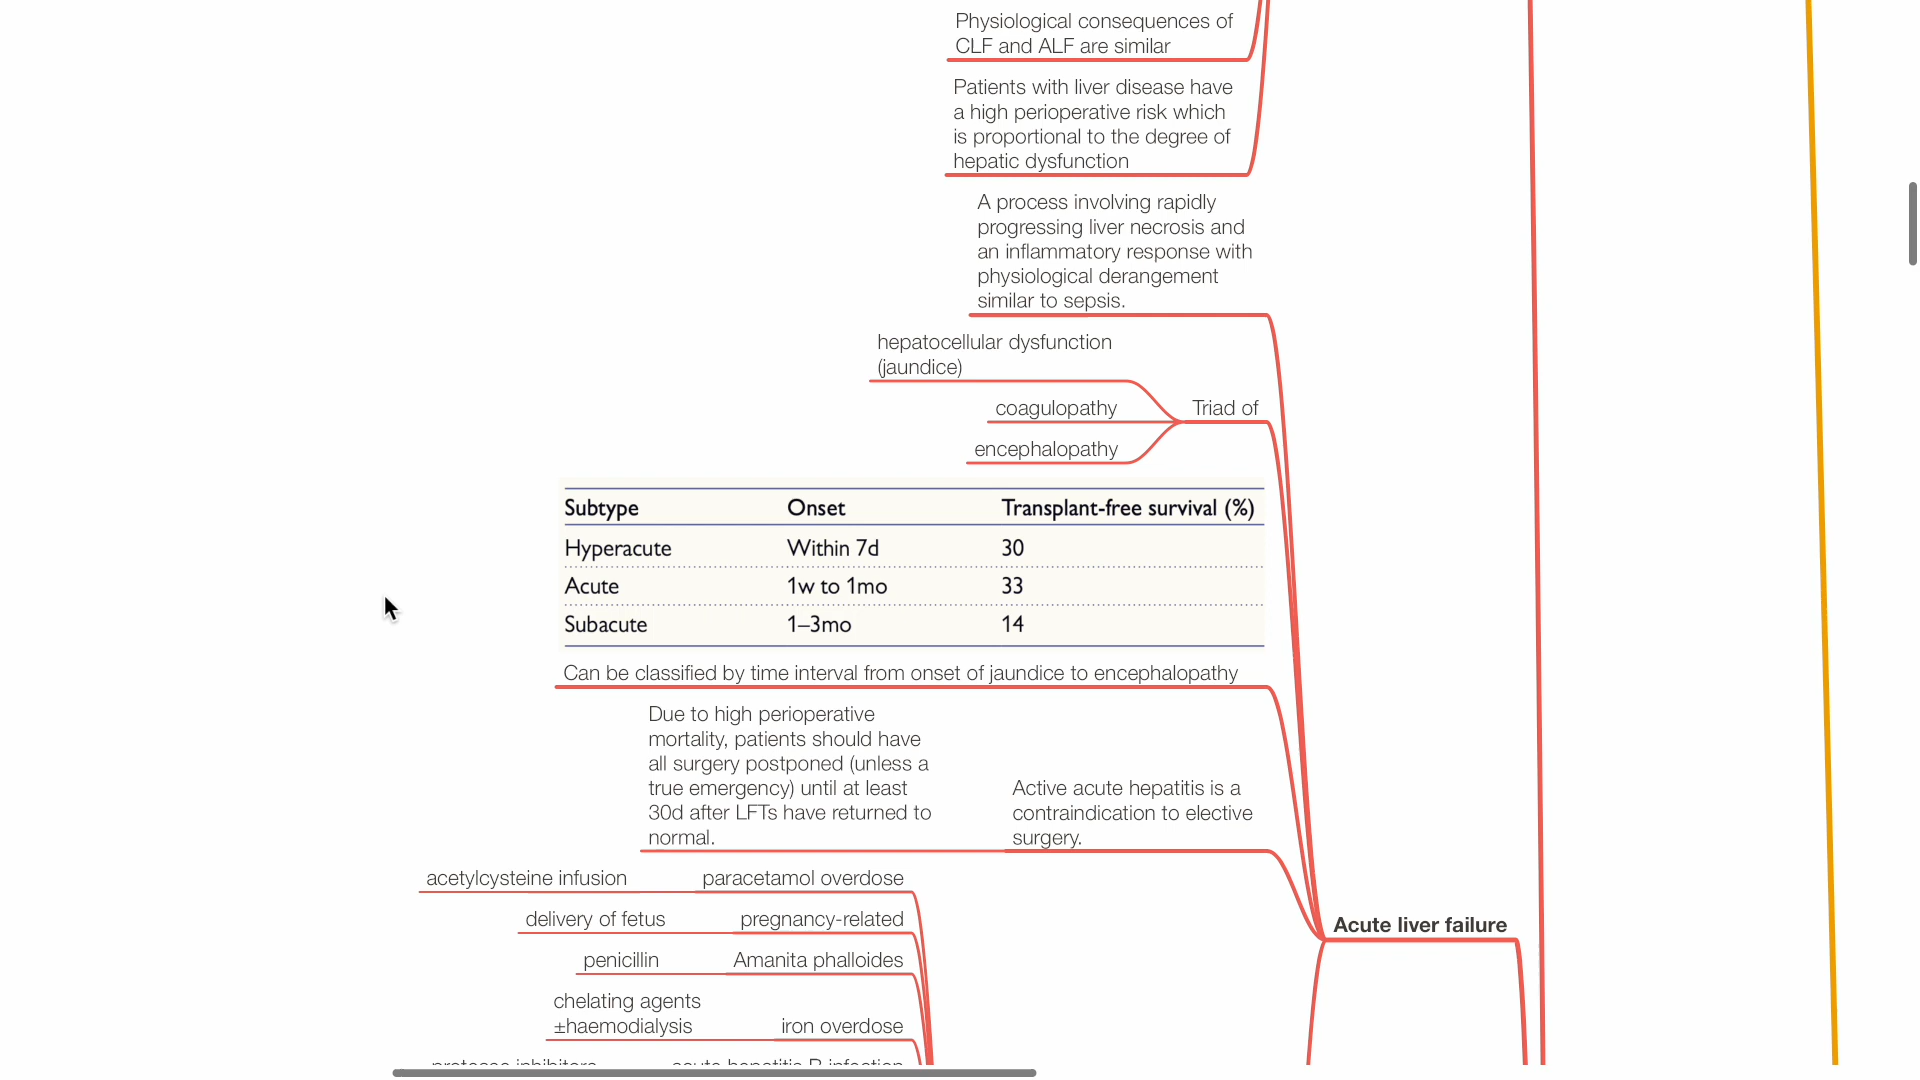 Physiological consequences of
CLF and ALF are similar
Patients with liver disease have
a high perioperative risk which
is proportional to the degree of
hepatic dysfunction
A process involving rapidly
progressing liver necrosis and
an inflammatory response with
physiological derangement
similar to sepsis.
hepatocellular dysfunction
(jaundice)
coagulopathy
Triad of
encephalopathy
Subtype Onset Transplant-free survival (%)
Hyperacute Within 7d 30
Acute 1w to 1mo 33
Subacute 1–3mo 14
Can be classified by time interval from onset of jaundice to encephalopathy
Due to high perioperative
mortality, patients should have
all surgery postponed (unless a
true emergency) until at least
30d after LFTs have returned to
normal.
Active acute hepatitis is a
contraindication to elective
surgery.
acetylcysteine infusion paracetamol overdose
delivery of fetus pregnancy-related
Acute liver failure
penicillin Amanita phalloides
chelating agents
±haemodialysis iron overdose
protease inhibitors acute hepatitis B infection